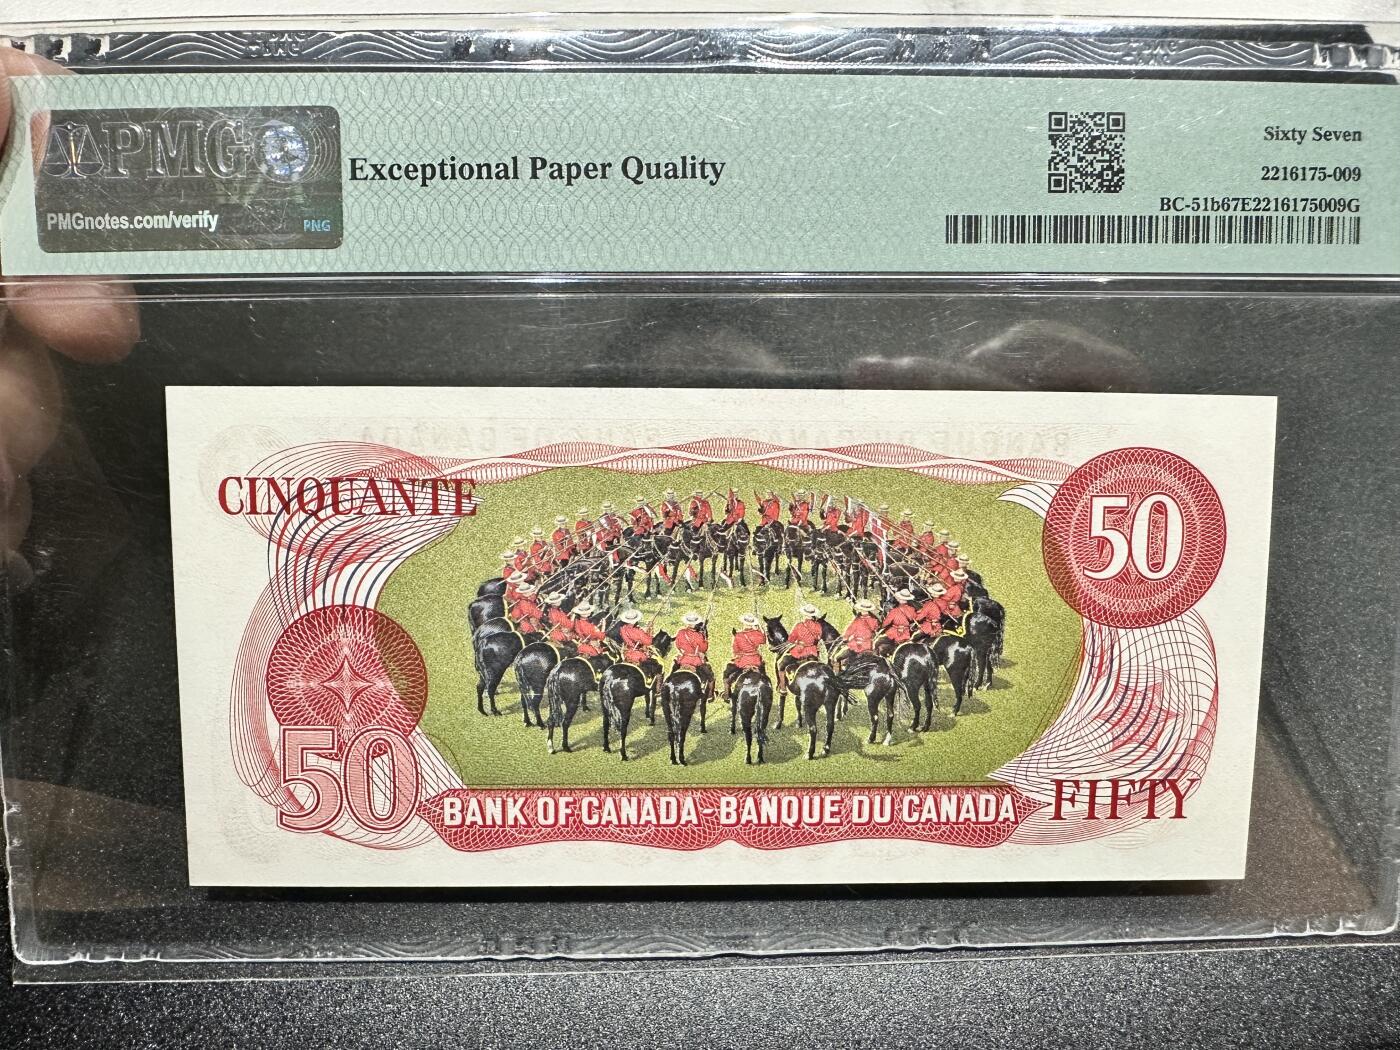 PMG
PMGnotes.com/verify
PNG
Exceptional Paper Quality
Sixty Seven
2216175-009
BC-51b67E2216175009G
CINQUANTE
50
50
BANK OF CANADA-BANQUE DU CANADA
FIFTY